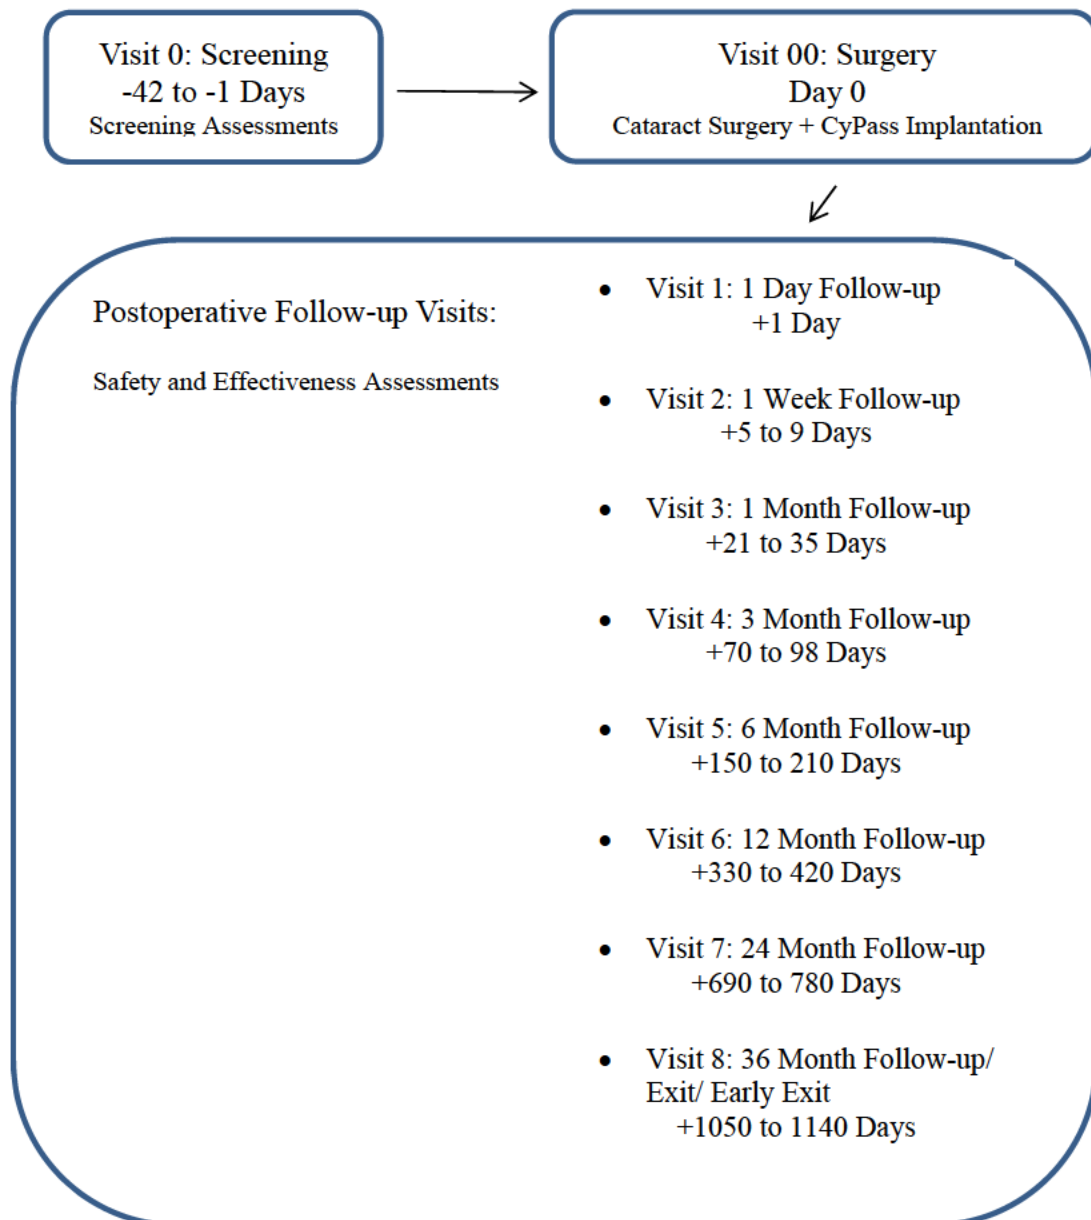 Visit 0: Screening
-42 to -1 Days
Screening Assessments
Visit 00: Surgery
Day 0
Cataract Surgery + CyPass Implantation
Postoperative Follow-up Visits:
Safety and Effectiveness Assessments
• Visit 1: 1 Day Follow-up
+1 Day
• Visit 2: 1 Week Follow-up
+5 to 9 Days
• Visit 3: 1 Month Follow-up
+21 to 35 Days
• Visit 4: 3 Month Follow-up
+70 to 98 Days
• Visit 5: 6 Month Follow-up
+150 to 210 Days
• Visit 6: 12 Month Follow-up
+330 to 420 Days
• Visit 7: 24 Month Follow-up
+690 to 780 Days
• Visit 8: 36 Month Follow-up/
Exit/ Early Exit
+1050 to 1140 Days